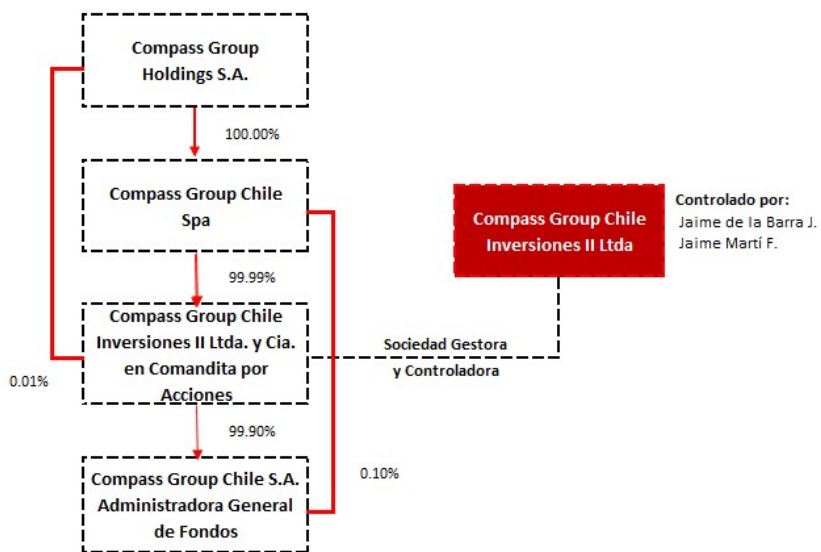 Compass Group
Holdings S.A.
100.00%
Compass Group Chile
Spa
Compass Group Chile
Inversiones II Ltda
Controlado por:
Jaime de la Barra J.
Jaime Martí F.
99.99%
Compass Group Chile
Inversiones II Ltda. y Cia.
en Comandita por
Acciones
Sociedad Gestora
y Controladora
0.01%
99.90%
Compass Group Chile S.A.
Administradora General
de Fondos
0.10%